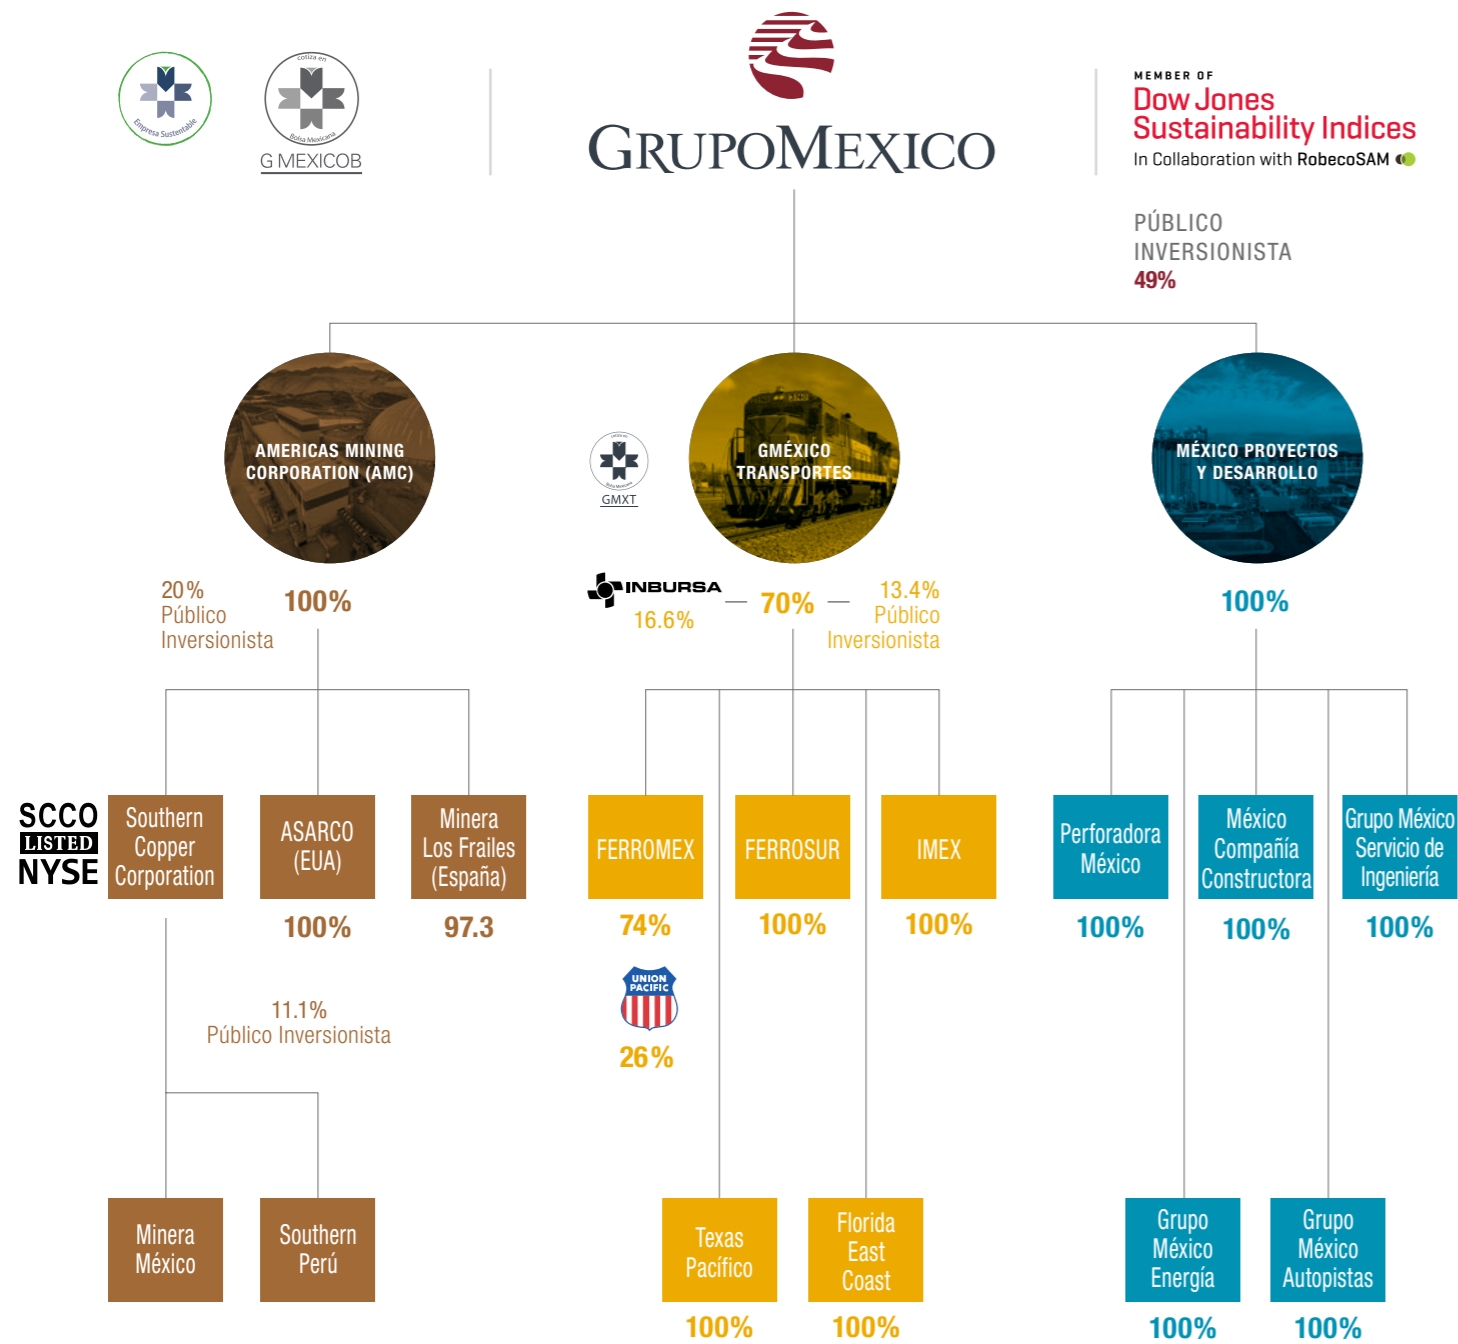 Empresa Sustentable
cotiza en
Bolsa Mexicana
G MEXICOB
GRUPOMEXICO
MEMBER OF
Dow Jones
Sustainability Indices
In Collaboration with RobecoSAM
PÚBLICO
INVERSIONISTA
49%
AMERICAS MINING
CORPORATION (AMC)
cotiza en
Bolsa Mexicana
GMXT
GMÉXICO
TRANSPORTES
MÉXICO PROYECTOS
Y DESARROLLO
20%
Público
Inversionista
100%
INBURSA
16.6%
70%
13.4%
Público
Inversionista
100%
SCCO
LISTED
NYSE
Southern
Copper
Corporation
ASARCO
(EUA)
100%
Minera
Los Frailes
(España)
97.3
FERROMEX
74%
UNION
PACIFIC
26%
FERROSUR
100%
IMEX
100%
Perforadora
México
100%
México
Compañía
Constructora
100%
Grupo México
Servicio de
Ingeniería
100%
11.1%
Público Inversionista
Minera
México
Southern
Perú
Texas
Pacífico
100%
Florida
East
Coast
100%
Grupo
México
Energía
100%
Grupo
México
Autopistas
100%